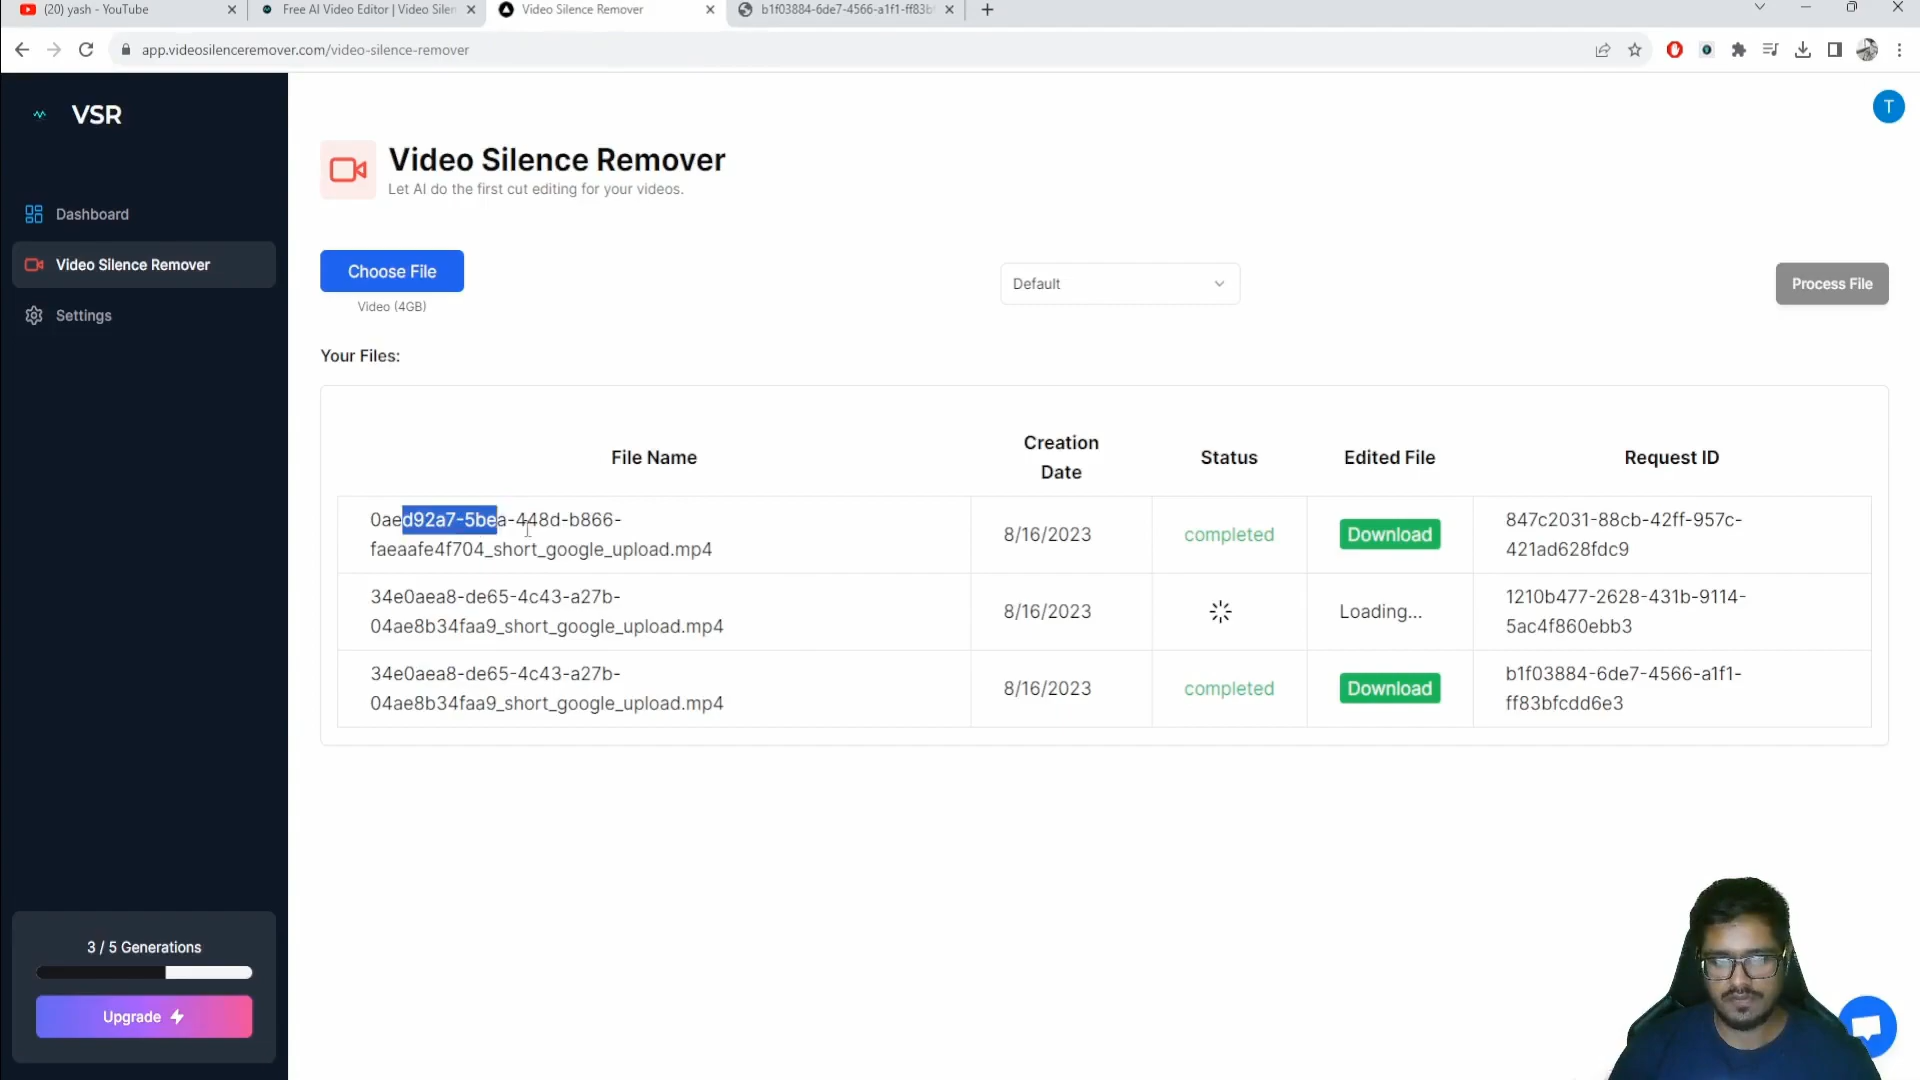 (20) yash - YouTube
Free AI Video Editor | Video Silen
Video Silence Remover
b1f03884-6de7-4566-a1f1-ff83b
app.videosilenceremover.com/video-silence-remover
VSR
T
Video Silence Remover
Let AI do the first cut editing for your videos.
Dashboard
Video Silence Remover
Settings
Choose File
Video (4GB)
Default
Process File
Your Files:
File Name
Creation
Date
Status
Edited File
Request ID
0aed92a7-5bea-448d-b866-
faeaafe4f704_short_google_upload.mp4
8/16/2023
completed
Download
847c2031-88cb-42ff-957c-
421ad628fdc9
34e0aea8-de65-4c43-a27b-
04ae8b34faa9_short_google_upload.mp4
8/16/2023
Loading...
1210b477-2628-431b-9114-
5ac4f860ebb3
34e0aea8-de65-4c43-a27b-
04ae8b34faa9_short_google_upload.mp4
8/16/2023
completed
Download
b1f03884-6de7-4566-a1f1-
ff83bfcdd6e3
3 / 5 Generations
Upgrade